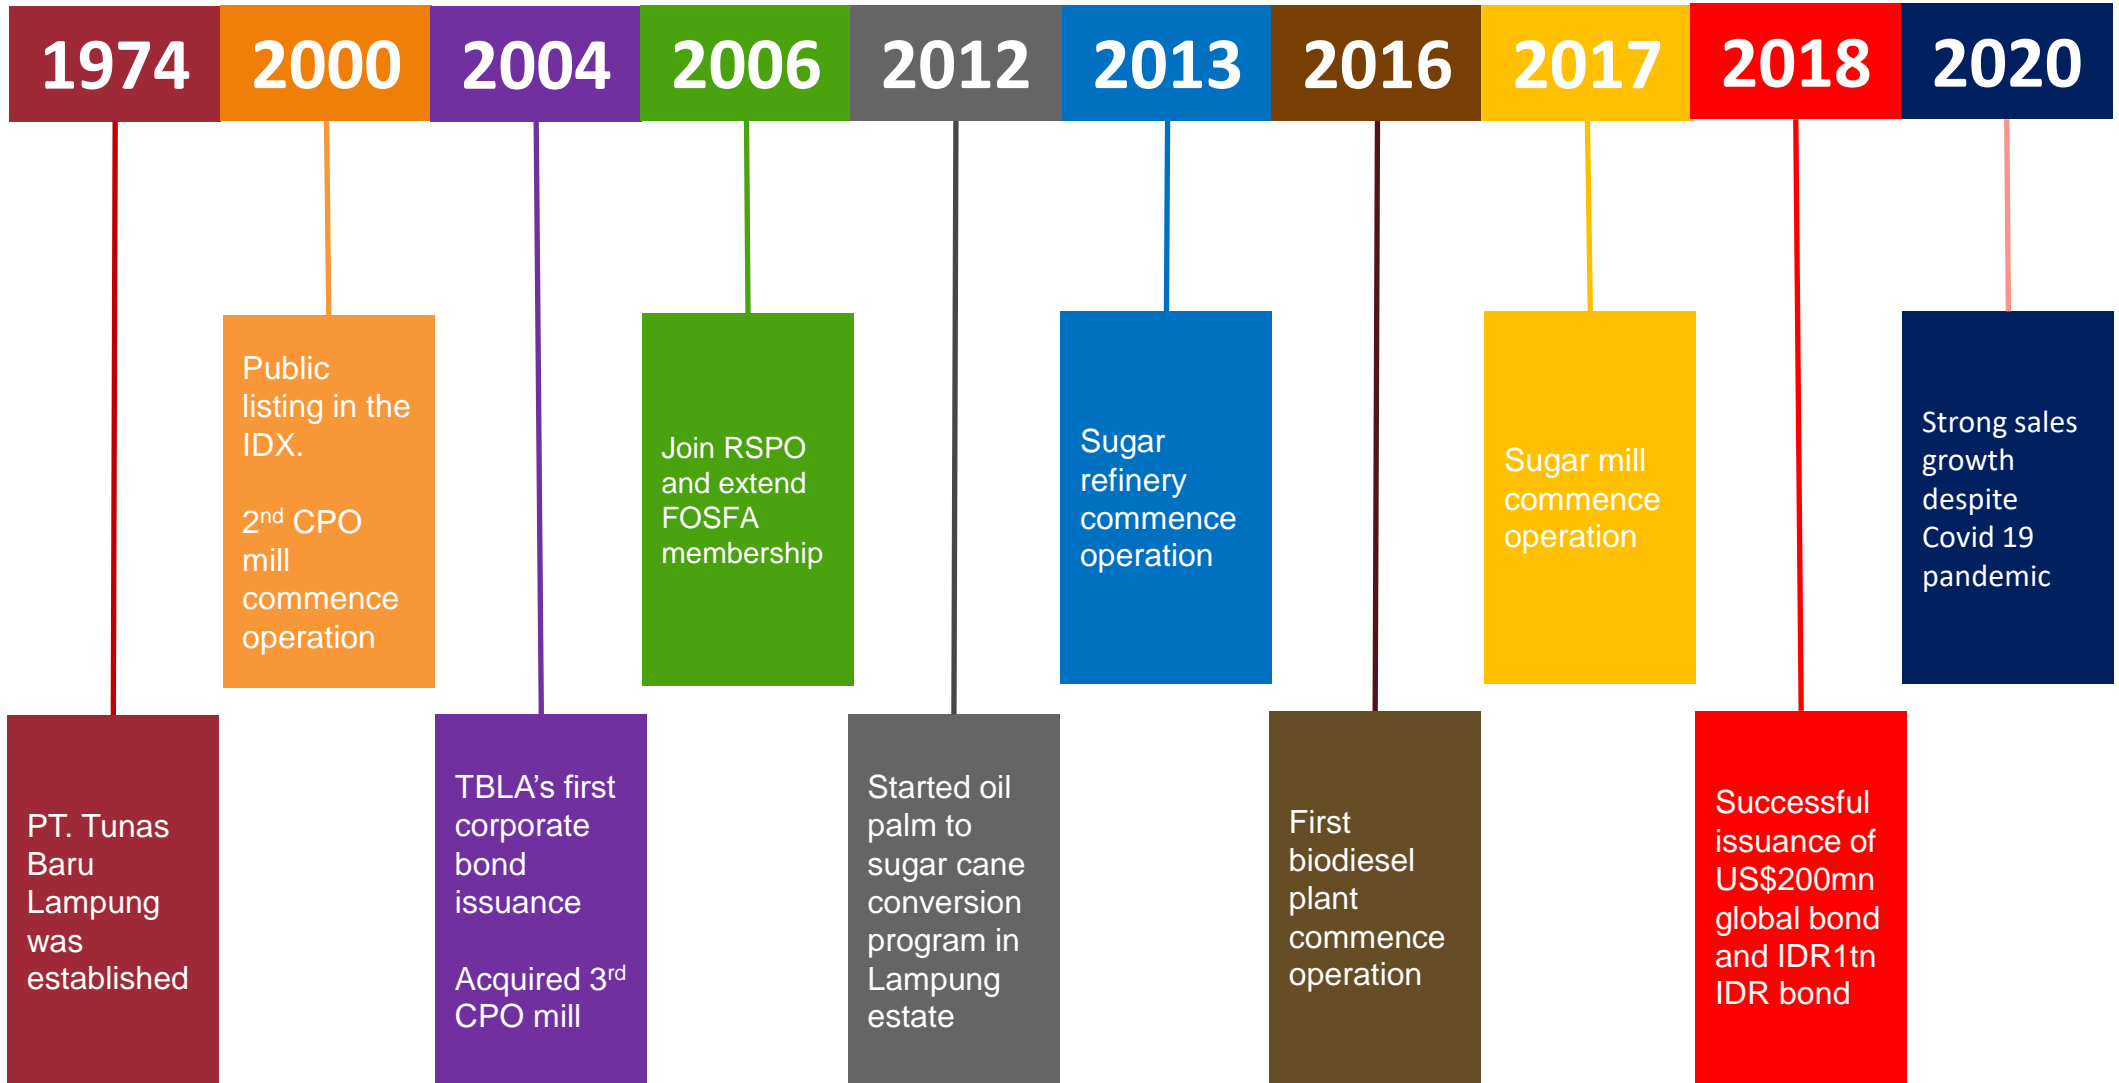 1974
2000
2004
2006
2012
2013
2016
2017
2018
2020
PT. Tunas
Baru
Lampung
was
established
Public
listing in the
IDX.
2nd CPO
mill
commence
operation
TBLA’s first
corporate
bond
issuance
Acquired 3rd
CPO mill
Join RSPO
and extend
FOSFA
membership
Started oil
palm to
sugar cane
conversion
program in
Lampung
estate
Sugar
refinery
commence
operation
First
biodiesel
plant
commence
operation
Sugar mill
commence
operation
Successful
issuance of
US$200mn
global bond
and IDR1tn
IDR bond
Strong sales
growth
despite
Covid 19
pandemic